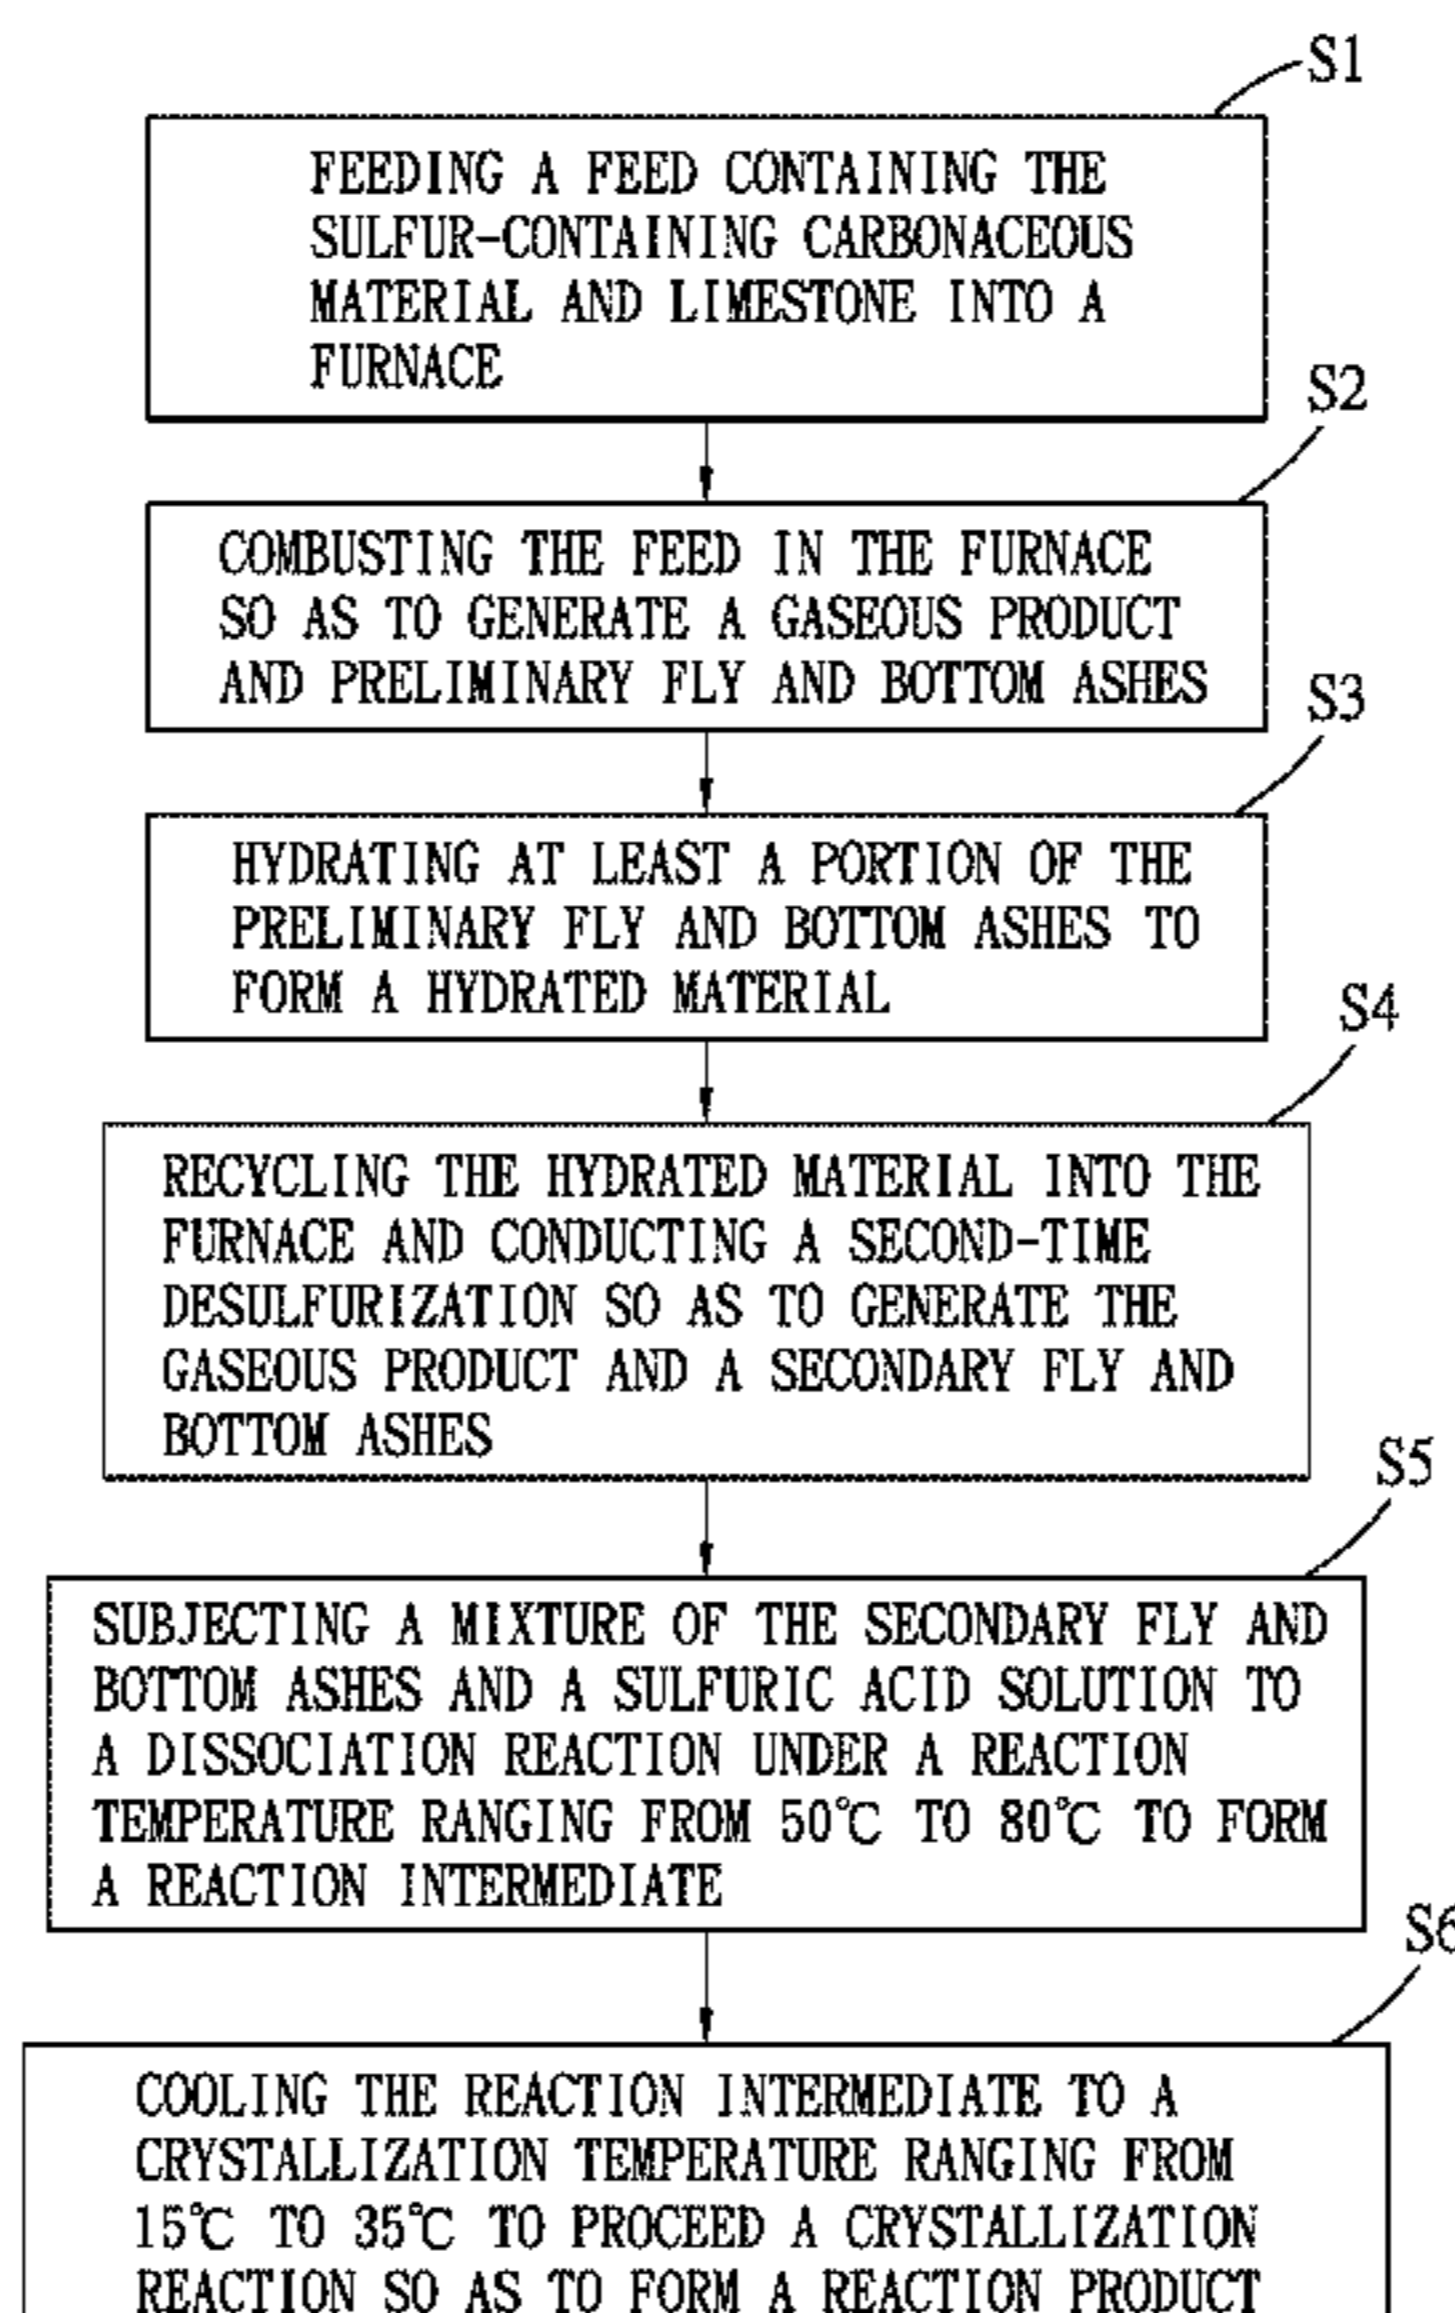 S1
FEEDING A FEED CONTAINING THE
SULFUR-CONTAINING CARBONACEOUS
MATERIAL AND LIMESTONE INTO A
FURNACE
S2
COMBUSTING THE FEED IN THE FURNACE
SO AS TO GENERATE A GASEOUS PRODUCT
AND PRELIMINARY FLY AND BOTTOM ASHES
S3
HYDRATING AT LEAST A PORTION OF THE
PRELIMINARY FLY AND BOTTOM ASHES TO
FORM A HYDRATED MATERIAL
S4
RECYCLING THE HYDRATED MATERIAL INTO THE
FURNACE AND CONDUCTING A SECOND-TIME
DESULFURIZATION SO AS TO GENERATE THE
GASEOUS PRODUCT AND A SECONDARY FLY AND
BOTTOM ASHES
S5
SUBJECTING A MIXTURE OF THE SECONDARY FLY AND
BOTTOM ASHES AND A SULFURIC ACID SOLUTION TO
A DISSOCIATION REACTION UNDER A REACTION
TEMPERATURE RANGING FROM 50℃ TO 80℃ TO FORM
A REACTION INTERMEDIATE
S6
COOLING THE REACTION INTERMEDIATE TO A
CRYSTALLIZATION TEMPERATURE RANGING FROM
15℃ TO 35℃ TO PROCEED A CRYSTALLIZATION
REACTION SO AS TO FORM A REACTION PRODUCT